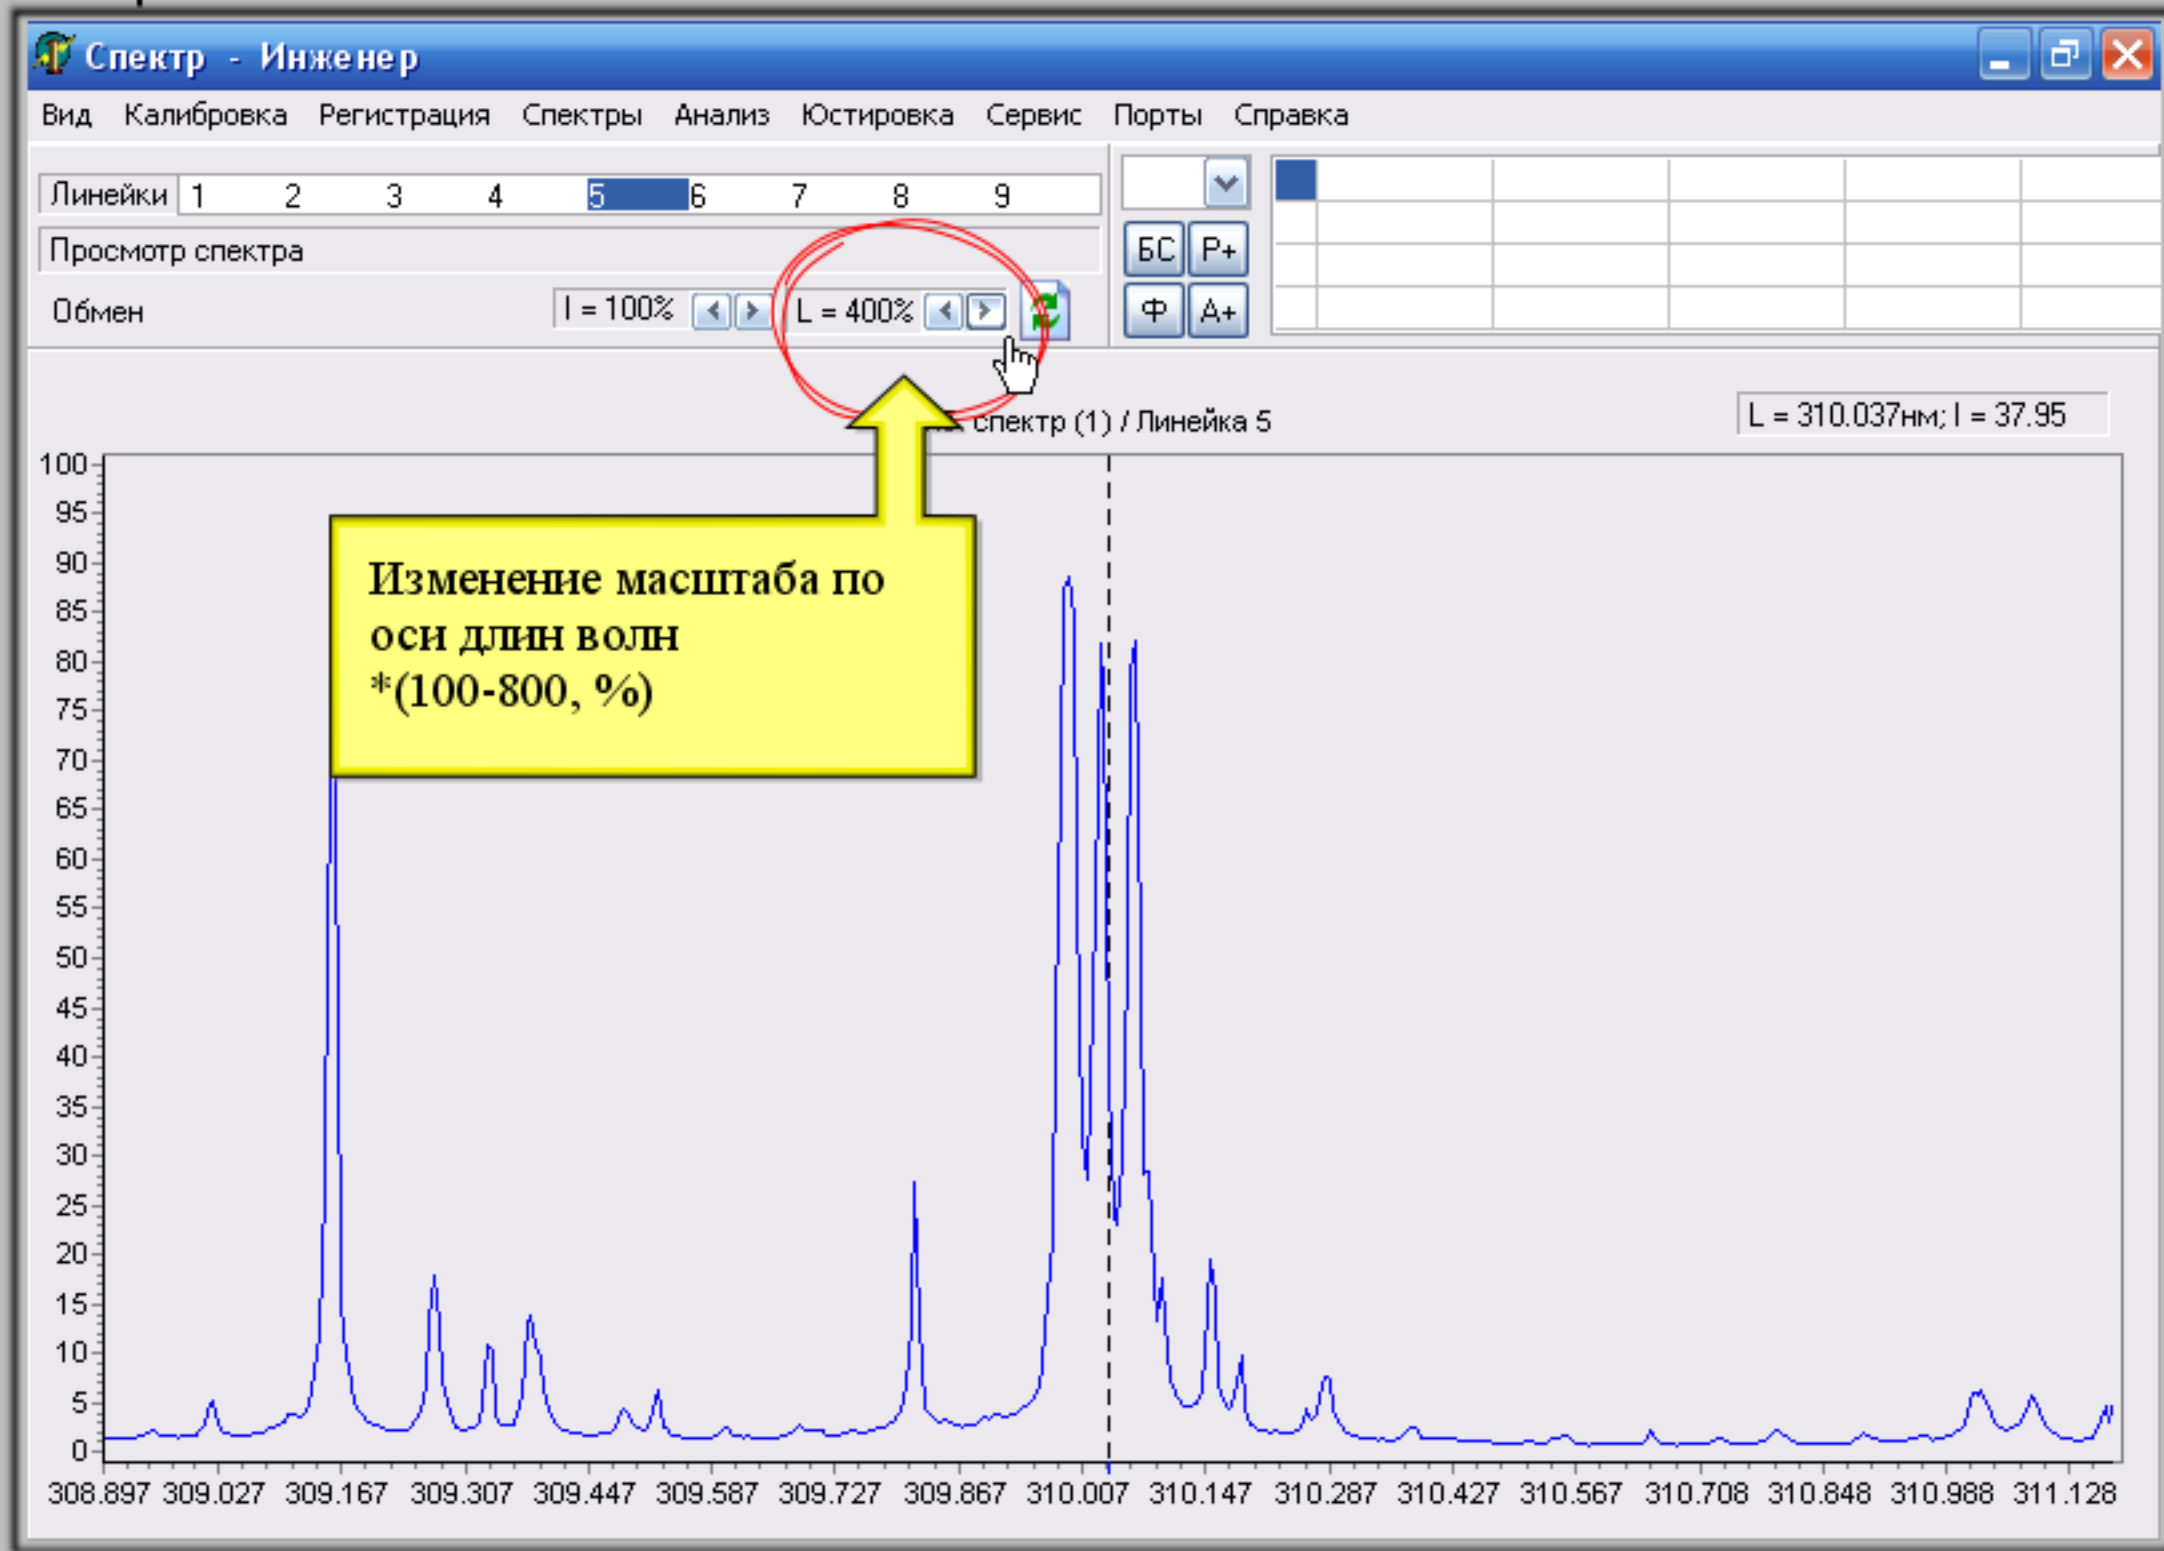 Спектр - Инженер
Вид Калибровка Регистрация Спектры Анализ Юстировка Сервис Порты Справка
Линейки 1 2 3 4 5 6 7 8 9
Просмотр спектра
БС Р+
Обмен I = 100% L = 400%
Ф А+
спектр (1) / Линейка 5
L = 310.037нм; I = 37.95
Изменение масштаба по
оси длин волн
*(100-800, %)
100
95
90
85
80
75
70
65
60
55
50
45
40
35
30
25
20
15
10
5
0
308.897 309.027 309.167 309.307 309.447 309.587 309.727 309.867 310.007 310.147 310.287 310.427 310.567 310.708 310.848 310.988 311.128